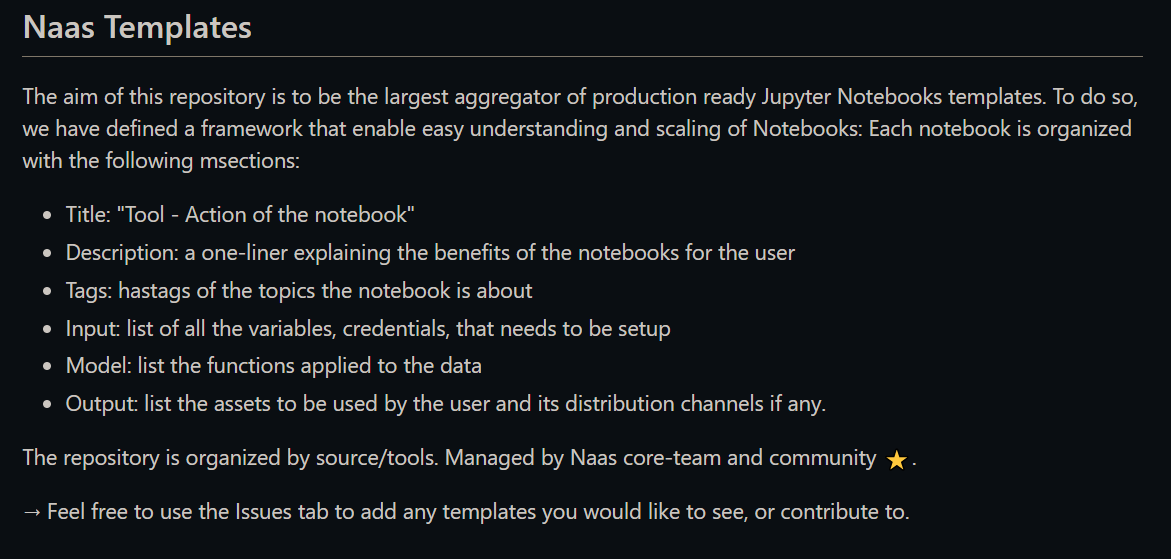 Naas Templates
The aim of this repository is to be the largest aggregator of production ready Jupyter Notebooks templates. To do so,
we have defined a framework that enable easy understanding and scaling of Notebooks: Each notebook is organized
with the following msections:
• Title: "Tool - Action of the notebook"
• Description: a one-liner explaining the benefits of the notebooks for the user
• Tags: hastags of the topics the notebook is about
• Input: list of all the variables, credentials, that needs to be setup
• Model: list the functions applied to the data
• Output: list the assets to be used by the user and its distribution channels if any.
The repository is organized by source/tools. Managed by Naas core-team and community ⭐.
→ Feel free to use the Issues tab to add any templates you would like to see, or contribute to.